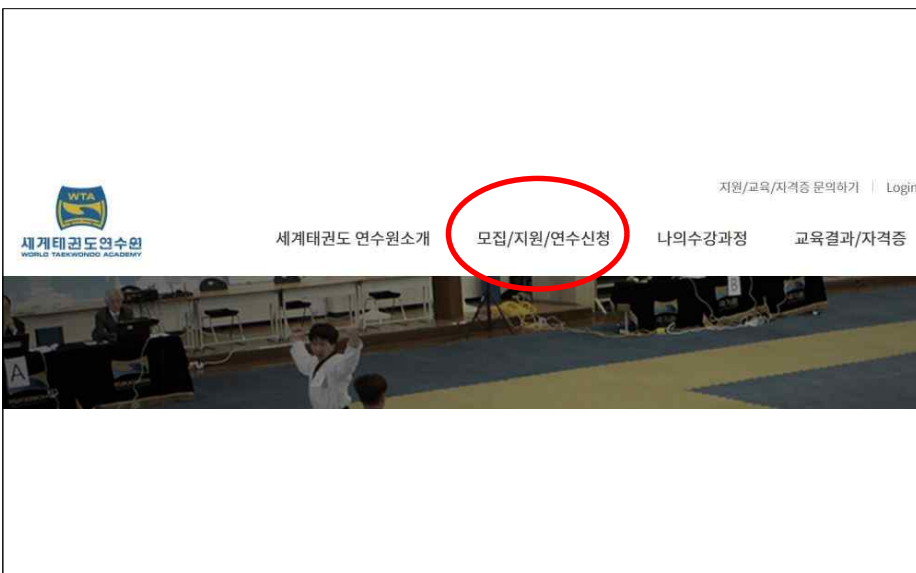 지원/교육/자격증 문의하기 Login
WTA
세계태권도연수원
WORLD TAEKWONDO ACADEMY
세계태권도 연수원소개 모집/지원/연수신청 나의수강과정 교육결과/자격증
A
B